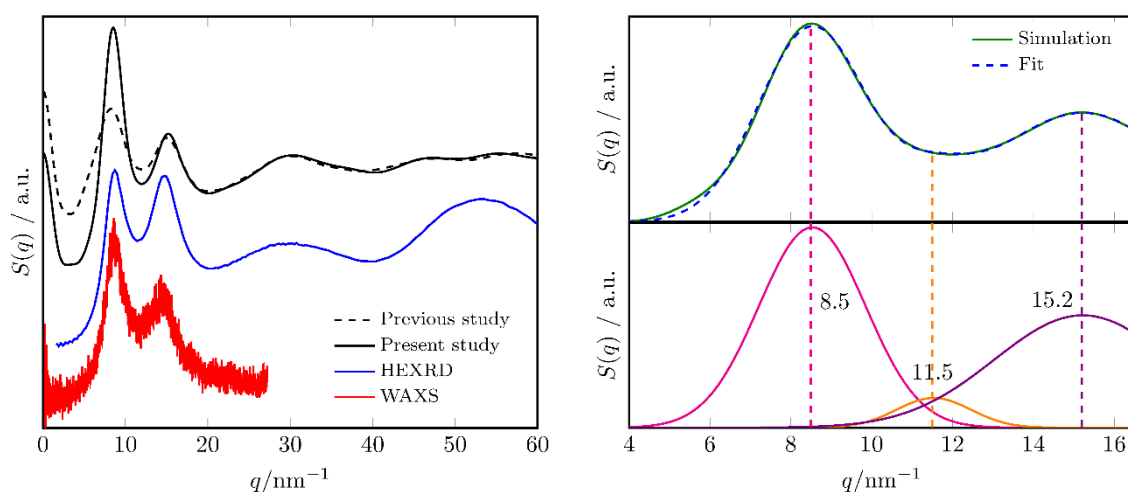 S(q) / a.u.
Previous study
Present study
HEXRD
WAXS
0 10 20 30 40 50 60
q/nm⁻¹
S(q) / a.u.
Simulation
Fit
S(q) / a.u.
8.5
11.5
15.2
4 6 8 10 12 14 16
q/nm⁻¹